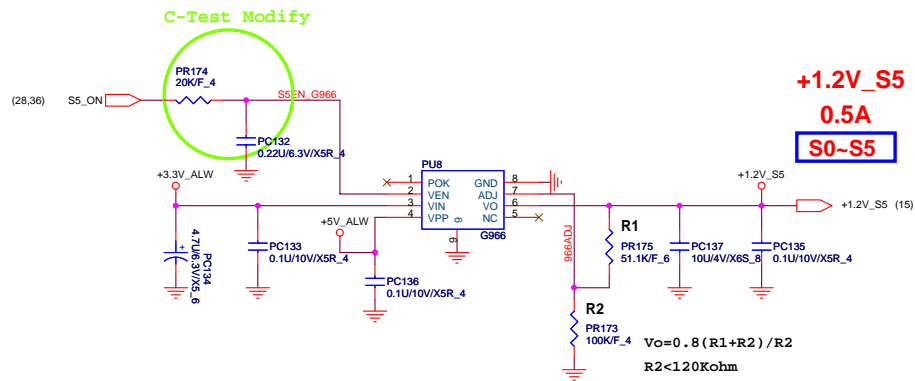 C-Test Modify
PR174
20K/F_4
(28,36)
S5_ON
S5EN_G966
PC132
0.22U/6.3V/X5R_4
+1.2V_S5
0.5A
S0~S5
PU8
+3.3V_ALW
1
POK
GND
8
2
VEN
ADJ
7
3
VIN
VO
6
4
VPP
NC
5
9
9
G966
+1.2V_S5
+1.2V_S5
(15)
+5V_ALW
PC134
4.7U/6.3V/X5_6
PC133
0.1U/10V/X5R_4
PC136
0.1U/10V/X5R_4
966ADJ
R1
PR175
51.1K/F_6
PC137
10U/4V/X6S_8
PC135
0.1U/10V/X5R_4
R2
PR173
100K/F_4
Vo=0.8(R1+R2)/R2
R2<120Kohm